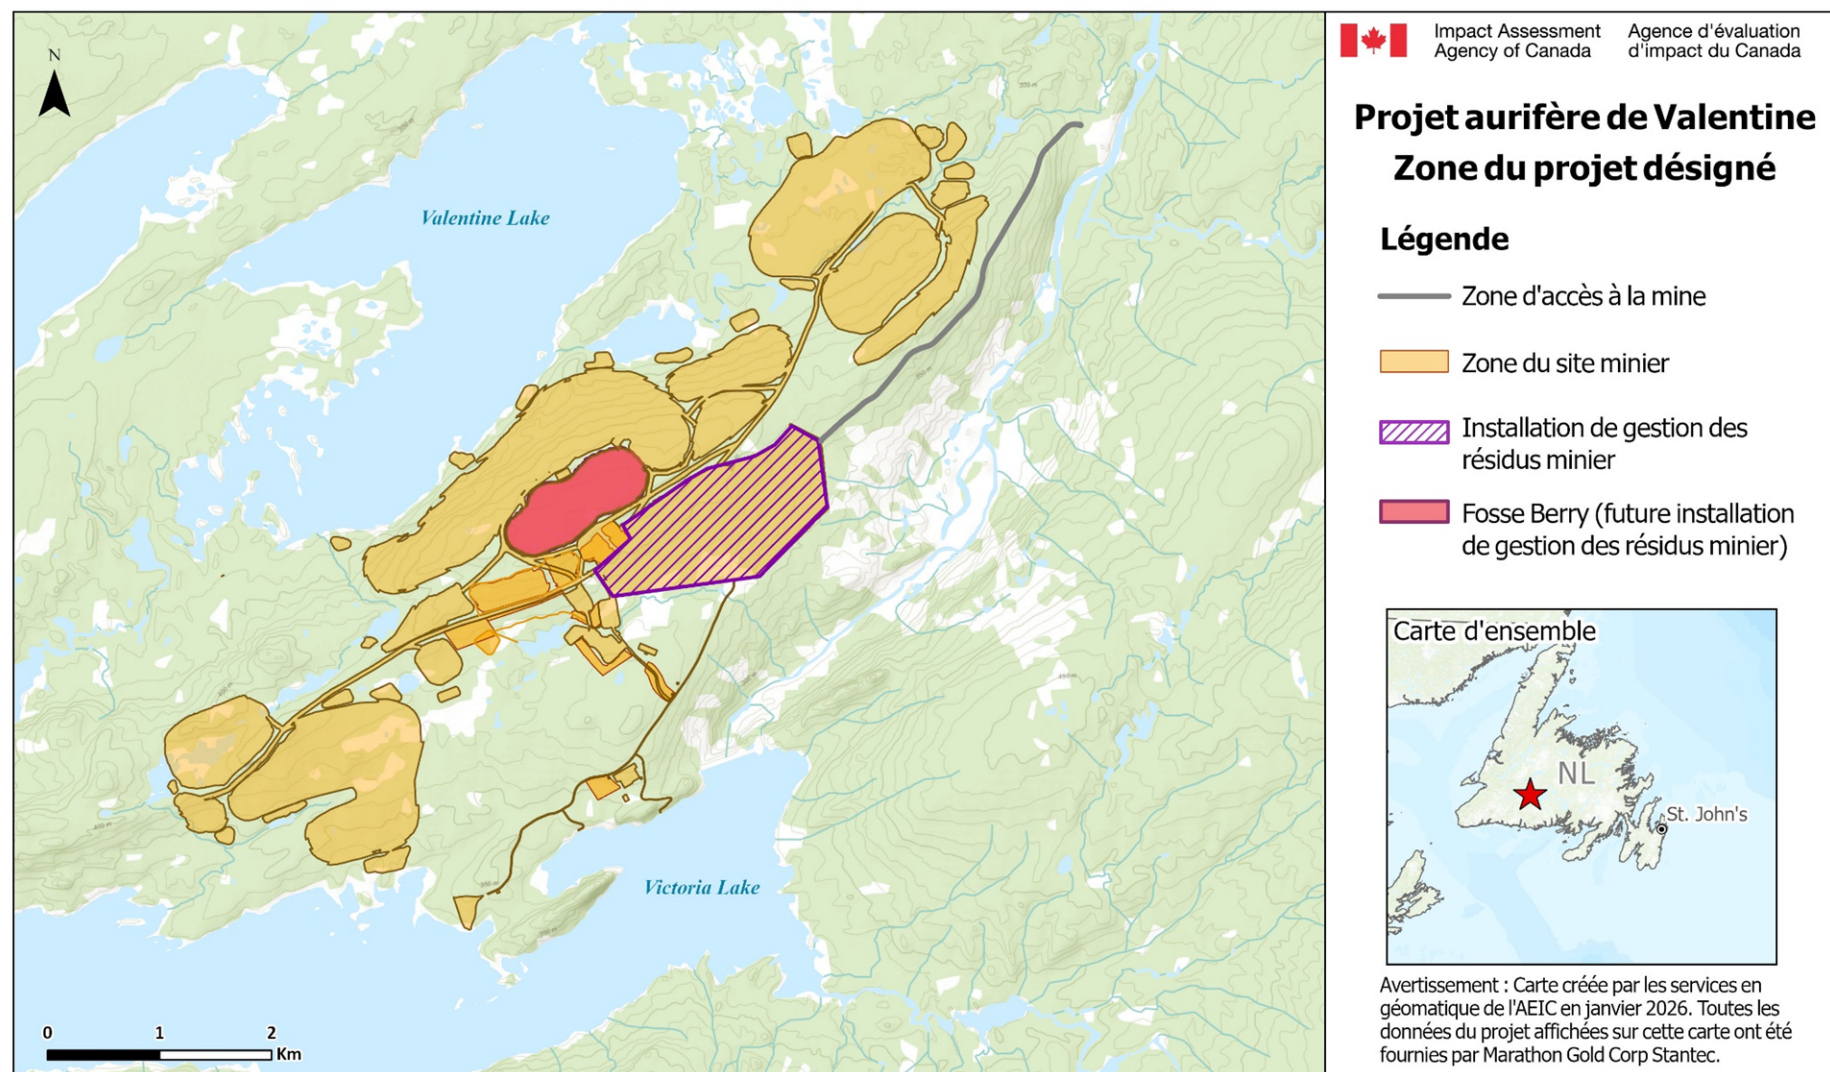 Impact Assessment
Agency of Canada
Agence d'évaluation
d'impact du Canada
Projet aurifère de Valentine
Zone du projet désigné
Légende
Zone d'accès à la mine
Zone du site minier
Installation de gestion des
résidus minier
Fosse Berry (future installation
de gestion des résidus minier)
Carte d'ensemble
NL
St. John's
Avertissement : Carte créée par les services en
géomatique de l'AEIC en janvier 2026. Toutes les
données du projet affichées sur cette carte ont été
fournies par Marathon Gold Corp Stantec.
N
Valentine Lake
Victoria Lake
0 1 2
Km